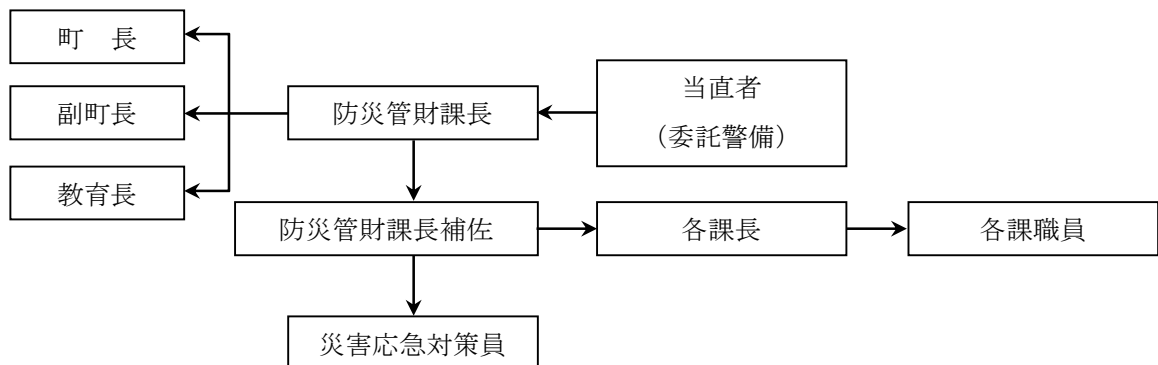 町　長
副町長
教育長
防災管財課長
当直者
（委託警備）
防災管財課長補佐
各課長
各課職員
災害応急対策員